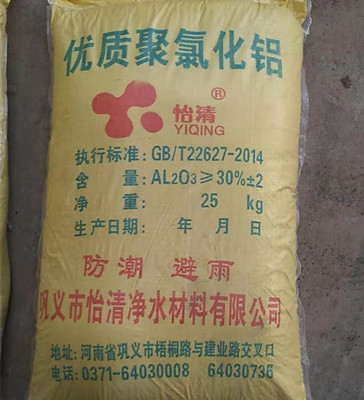 优质聚氯化铝
®
怡清
YIQING
执行标准:GB/T22627-2014
含 量:AL2O3≥30%±2
净 重: 25 kg
生产日期: 年 月 日
防潮 避雨
巩义市怡清净水材料有限公司
地址:河南省巩义市梧桐路与建业路交叉口
电话:0371-64030008 64030736